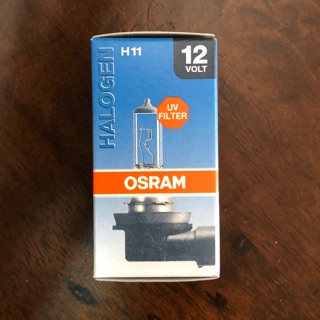 HALOGEN
H11
12
VOLT
UV
FILTER
OSRAM